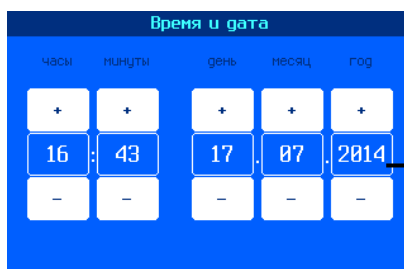 Время и дата
часы минуты день месяц год
+ + + + +
16 : 43 17 . 07 . 2014
- - - - -